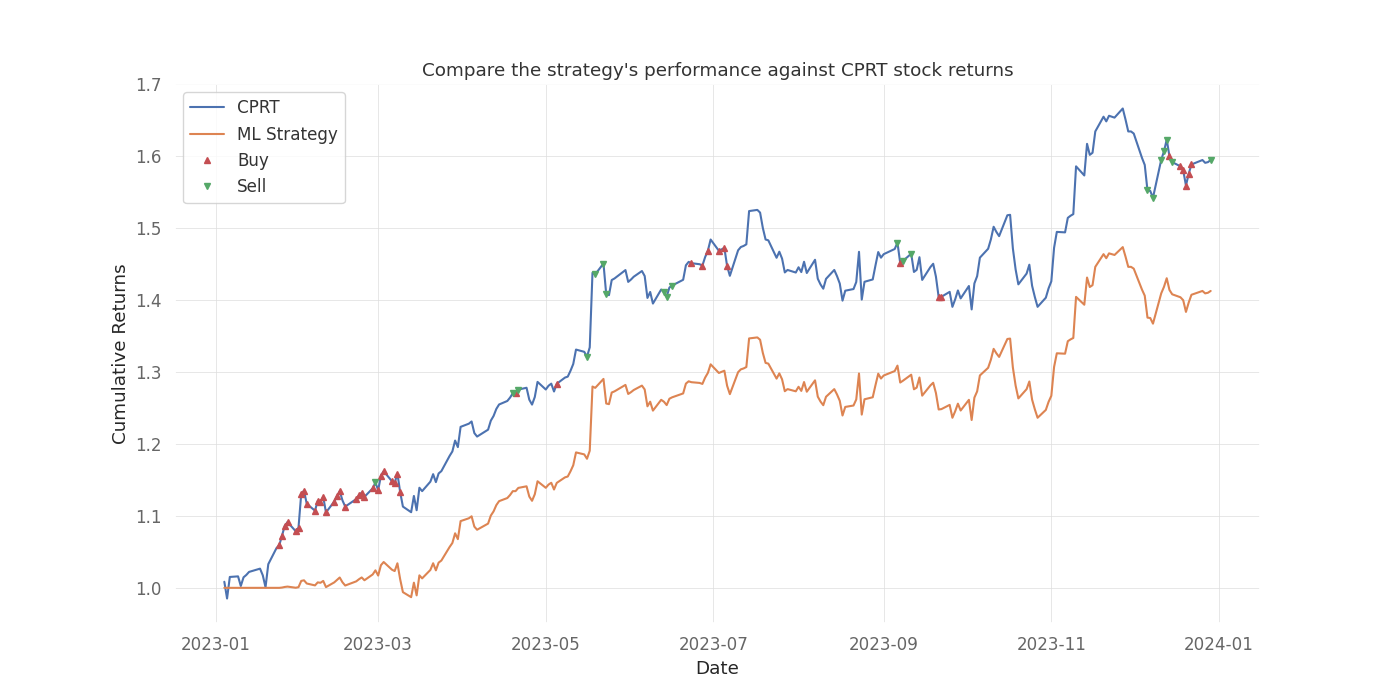 Compare the strategy's performance against CPRT stock returns
CPRT
ML Strategy
Buy
Sell
Cumulative Returns
1.7
1.6
1.5
1.4
1.3
1.2
1.1
1.0
2023-01 2023-03 2023-05 2023-07 2023-09 2023-11 2024-01
Date